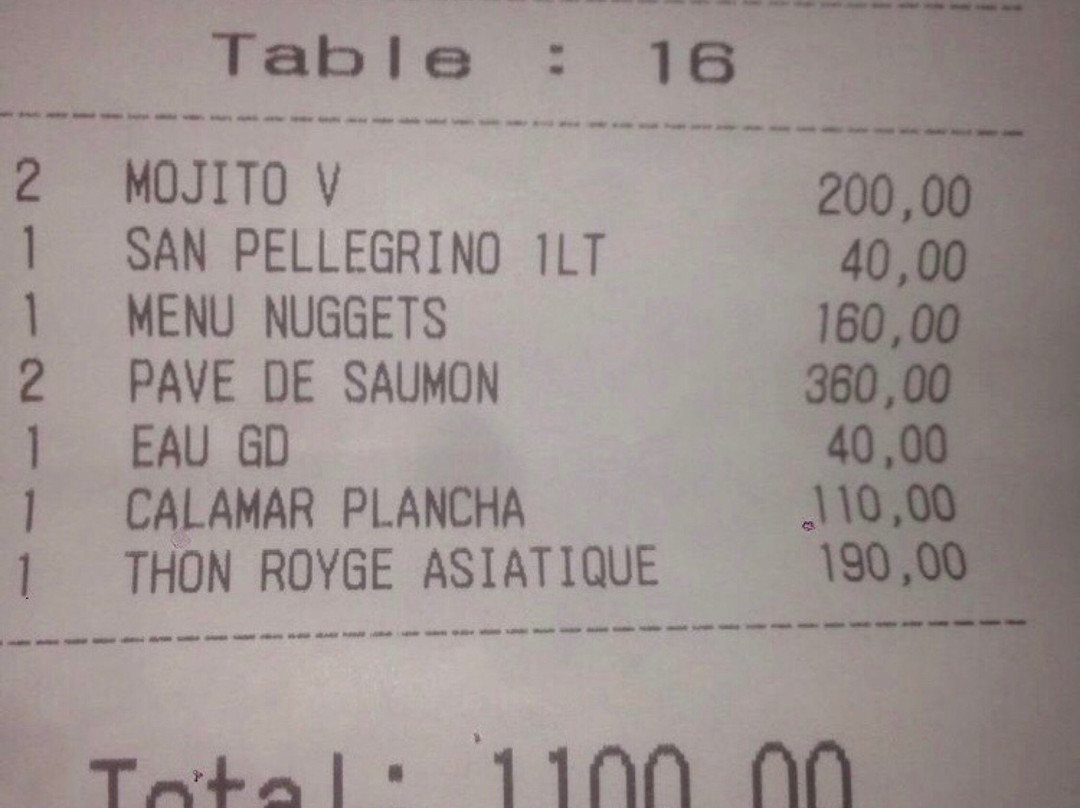 Table : 16
2 MOJITO V 200,00
1 SAN PELLEGRINO 1LT 40,00
1 MENU NUGGETS 160,00
2 PAVE DE SAUMON 360,00
1 EAU GD 40,00
1 CALAMAR PLANCHA 110,00
1 THON ROYGE ASIATIQUE 190,00
Total: 1100,00